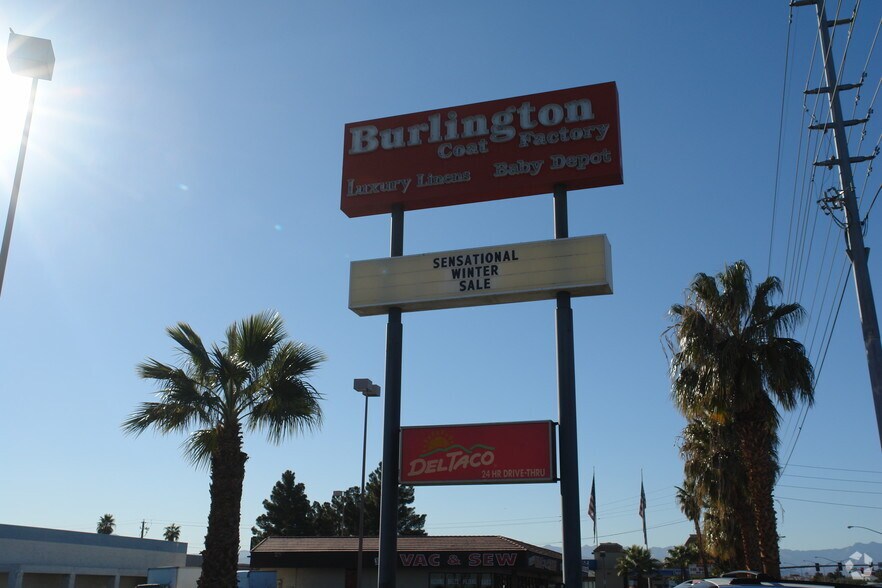 Burlington
Coat Factory
Luxury Linens Baby Depot
SENSATIONAL
WINTER
SALE
DEL TACO
24 HR DRIVE-THRU
VAC & SEW